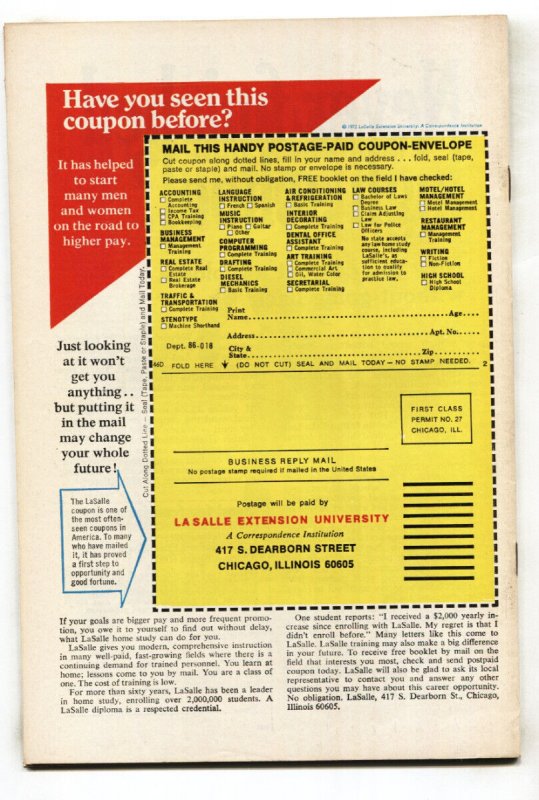 Have you seen this
coupon before?
© 1972 LaSalle Extension University, A Correspondence Institution
It has helped
to start
many men
and women
on the road to
higher pay.
Just looking
at it won't
get you
anything..
but putting it
in the mail
may change
your whole
future!
The LaSalle
coupon is one of
the most often-
seen coupons in
America. To many
who have mailed
it, it has proved
a first step to
opportunity and
good fortune.
Cut Along Dotted Line — Seal (Tape, Paste or Staple) and Mail Today.
MAIL THIS HANDY POSTAGE-PAID COUPON-ENVELOPE
Cut coupon along dotted lines, fill in your name and address . . . fold, seal (tape,
paste or staple) and mail. No stamp or envelope is necessary.
Please send me, without obligation, FREE booklet on the field I have checked:
ACCOUNTING
Complete
Accounting
Income Tax
CPA Training
Bookkeeping
BUSINESS
MANAGEMENT
Management
Training
REAL ESTATE
Complete Real
Estate
Real Estate
Brokerage
TRAFFIC &
TRANSPORTATION
Complete Training
STENOTYPE
Machine Shorthand
LANGUAGE
INSTRUCTION
French Spanish
MUSIC
INSTRUCTION
Piano Guitar
Other
COMPUTER
PROGRAMMING
Complete Training
DRAFTING
Complete Training
DIESEL
MECHANICS
Basic Training
AIR CONDITIONING
& REFRIGERATION
Basic Training
INTERIOR
DECORATING
Complete Training
DENTAL OFFICE
ASSISTANT
Complete Training
ART TRAINING
Complete Training
Commercial Art
Oil, Water Color
SECRETARIAL
Complete Training
LAW COURSES
Bachelor of Laws
Degree
Business Law
Claim Adjusting
Law
Law for Police
Officers
No state accepts
any law home study
course, including
LaSalle's, as
sufficient educa-
tion to qualify
for admission to
practice law.
MOTEL/HOTEL
MANAGEMENT
Motel Management
Hotel Management
RESTAURANT
MANAGEMENT
Management
Training
WRITING
Fiction
Non-Fiction
HIGH SCHOOL
High School
Diploma
Print
Name Age
Address Apt. No.
Dept. 86-018 City &
State Zip
66D FOLD HERE ↓ (DO NOT CUT) SEAL AND MAIL TODAY—NO STAMP NEEDED. 2
FIRST CLASS
PERMIT NO. 27
CHICAGO, ILL.
BUSINESS REPLY MAIL
No postage stamp required if mailed in the United States
Postage will be paid by
LA SALLE EXTENSION UNIVERSITY
A Correspondence Institution
417 S. DEARBORN STREET
CHICAGO, ILLINOIS 60605
If your goals are bigger pay and more frequent promo-
tion, you owe it to yourself to find out without delay,
what LaSalle home study can do for you.
LaSalle gives you modern, comprehensive instruction
in many well-paid, fast-growing fields where there is a
continuing demand for trained personnel. You learn at
home; lessons come to you by mail. You are a class of
one. The cost of training is low.
For more than sixty years, LaSalle has been a leader
in home study, enrolling over 2,000,000 students. A
LaSalle diploma is a respected credential.
One student reports: "I received a $2,000 yearly in-
crease since enrolling with LaSalle. My regret is that I
didn't enroll before." Many letters like this come to
LaSalle. LaSalle training may also make a big difference
in your future. To receive free booklet by mail on the
field that interests you most, check and send postpaid
coupon today. LaSalle will also be glad to ask its local
representative to contact you and answer any other
questions you may have about this career opportunity.
No obligation. LaSalle, 417 S. Dearborn St., Chicago,
Illinois 60605.